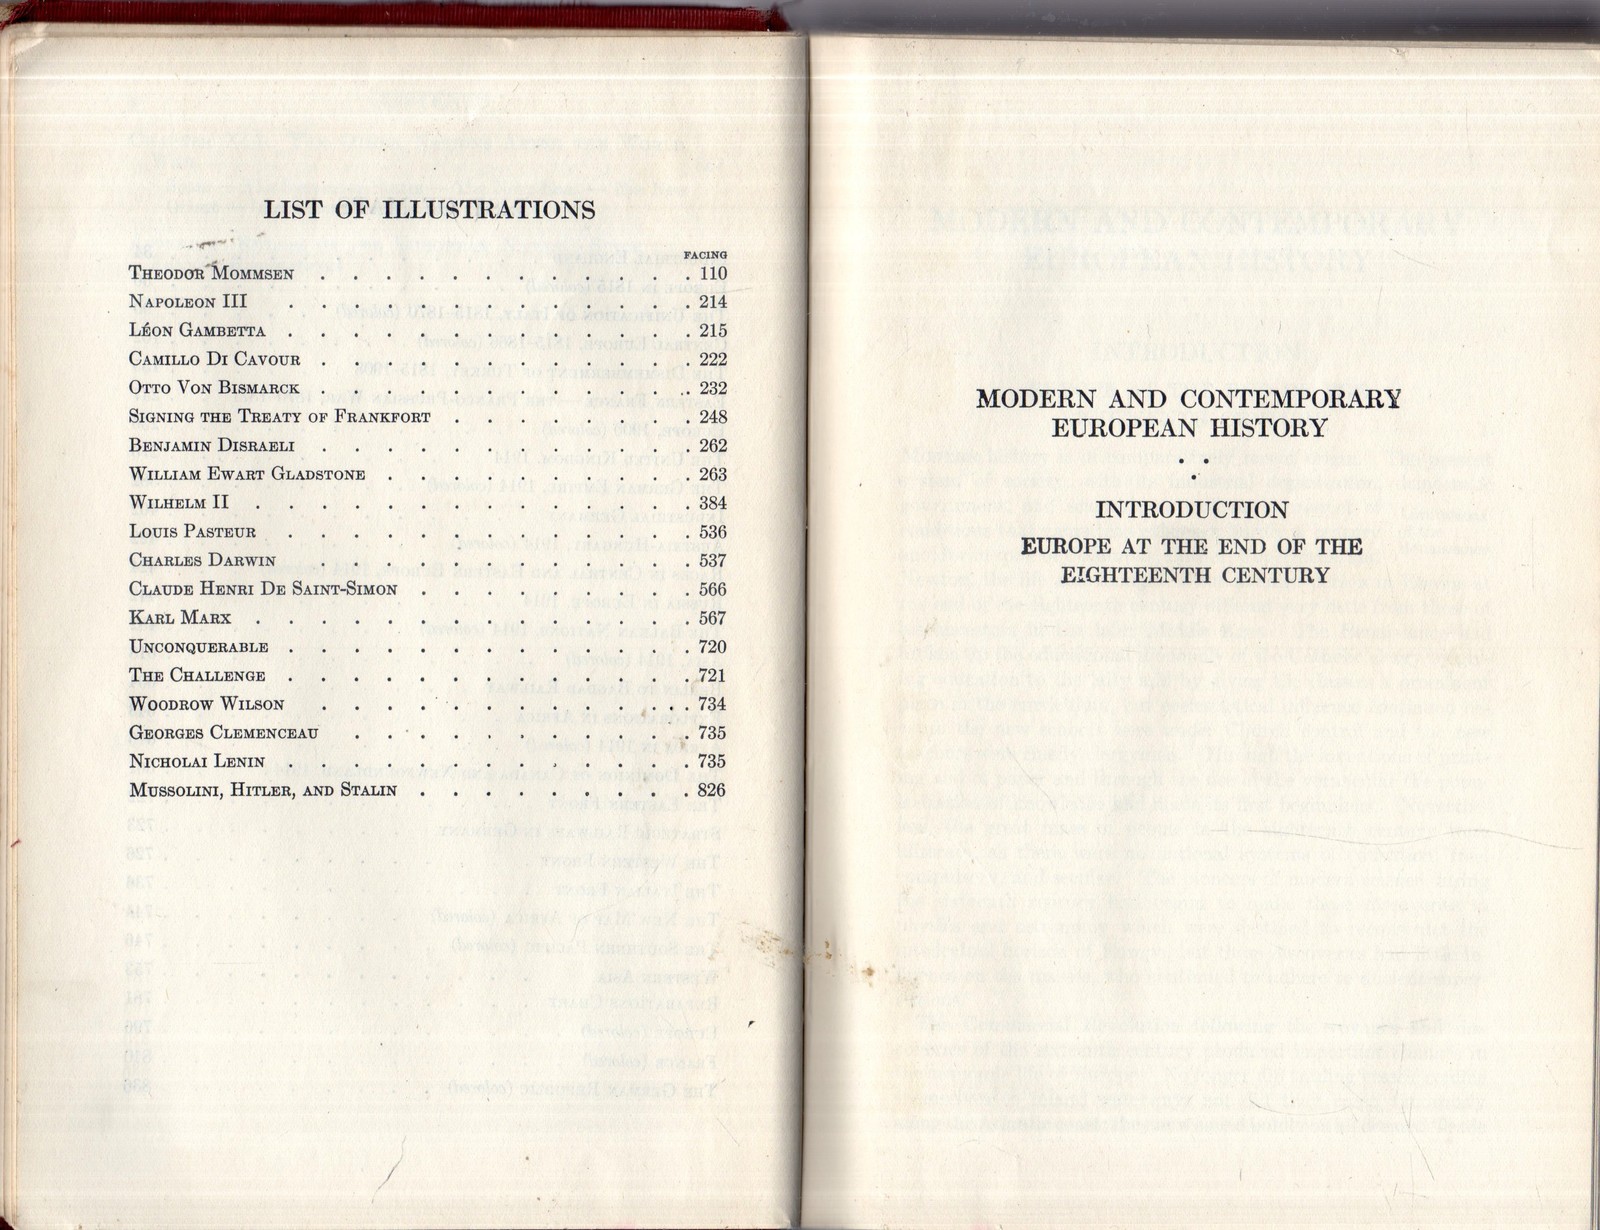 LIST OF ILLUSTRATIONS
FACING
THEODOR MOMMSEN . . . . . . . . . . . . 110
NAPOLEON III . . . . . . . . . . . . . 214
LÉON GAMBETTA . . . . . . . . . . . . . 215
CAMILLO DI CAVOUR . . . . . . . . . . . . 222
OTTO VON BISMARCK . . . . . . . . . . . . 232
SIGNING THE TREATY OF FRANKFORT . . . . . . . . 248
BENJAMIN DISRAELI . . . . . . . . . . . . 262
WILLIAM EWART GLADSTONE . . . . . . . . . . 263
WILHELM II . . . . . . . . . . . . . . 384
LOUIS PASTEUR . . . . . . . . . . . . . 536
CHARLES DARWIN . . . . . . . . . . . . 537
CLAUDE HENRI DE SAINT-SIMON . . . . . . . . . 566
KARL MARX . . . . . . . . . . . . . . 567
UNCONQUERABLE . . . . . . . . . . . . . 720
THE CHALLENGE . . . . . . . . . . . . . 721
WOODROW WILSON . . . . . . . . . . . . 734
GEORGES CLEMENCEAU . . . . . . . . . . . 735
NICHOLAI LENIN . . . . . . . . . . . . . 735
MUSSOLINI, HITLER, AND STALIN . . . . . . . . . 826
MODERN AND CONTEMPORARY
EUROPEAN HISTORY
INTRODUCTION
EUROPE AT THE END OF THE
EIGHTEENTH CENTURY